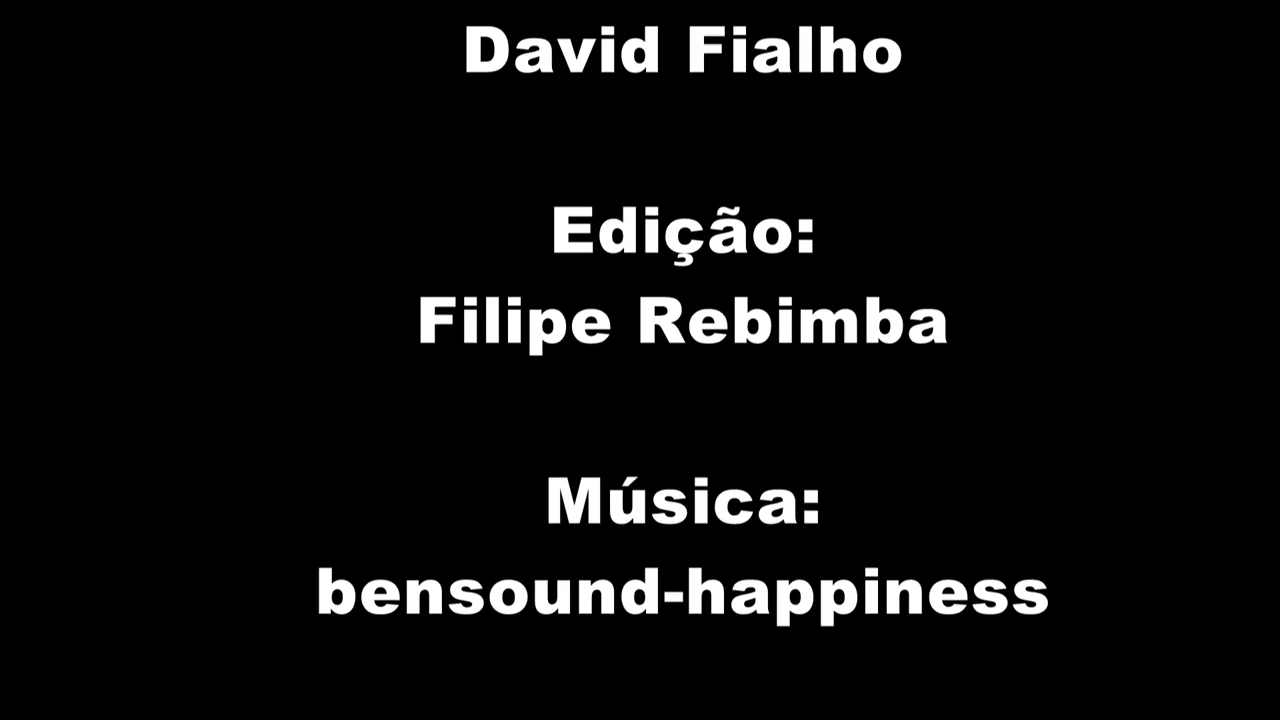 David Fialho
Edição:
Filipe Rebimba
Música:
bensound-happiness